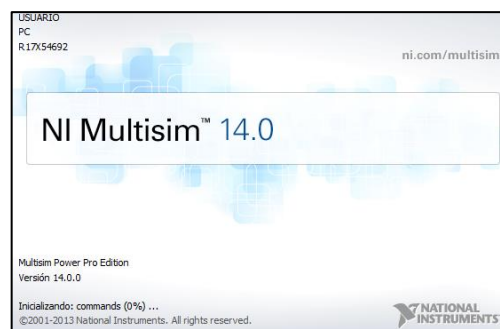 USUARIO
PC
R17X54692
ni.com/multisim
NI Multisim™ 14.0
Multisim Power Pro Edition
Versión 14.0.0
Inicializando: commands (0%) ...
©2001-2013 National Instruments. All rights reserved.
NATIONAL
INSTRUMENTS